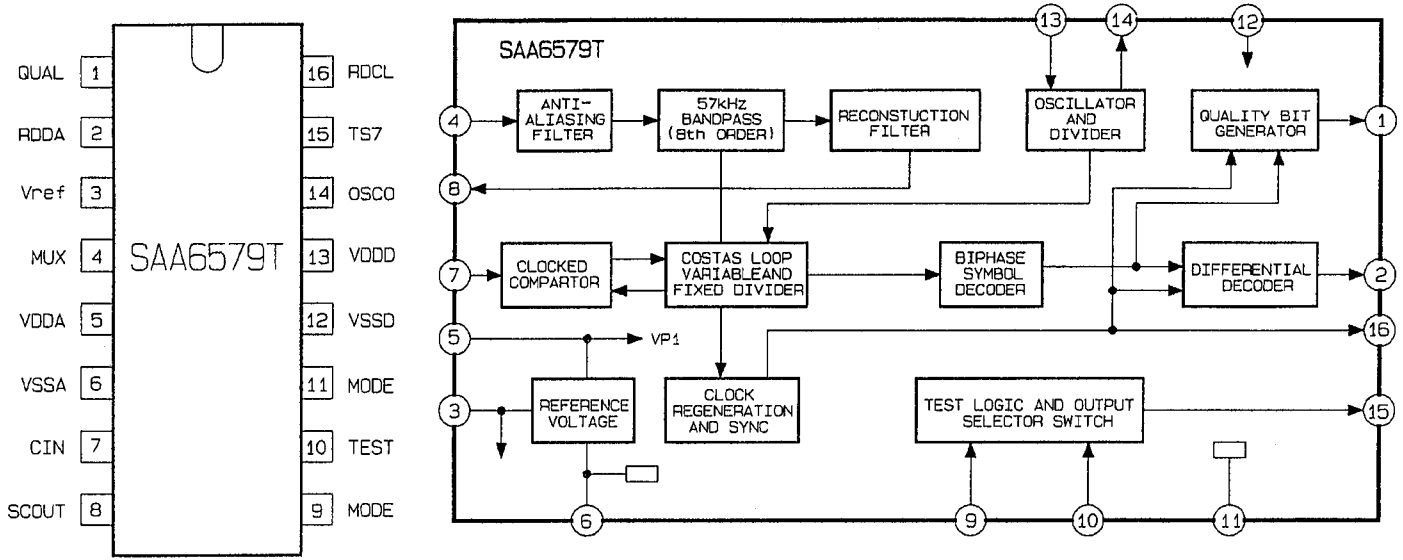 QUAL 1
RDDA 2
Vref 3
MUX 4
VDDA 5
VSSA 6
CIN 7
SCOUT 8
SAA6579T
16 RDCL
15 TS7
14 OSCO
13 VDDD
12 VSSD
11 MODE
10 TEST
9 MODE
SAA6579T
13
14
12
4
ANTI-
ALIASING
FILTER
57kHz
BANDPASS
(8th ORDER)
RECONSTUCTION
FILTER
OSCILLATOR
AND
DIVIDER
QUALITY BIT
GENERATOR
1
8
7
CLOCKED
COMPARTOR
COSTAS LOOP
VARIABLEAND
FIXED DIVIDER
BIPHASE
SYMBOL
DECODER
DIFFERENTIAL
DECODER
2
5
VP1
16
3
REFERENCE
VOLTAGE
CLOCK
REGENERATION
AND SYNC
TEST LOGIC AND OUTPUT
SELECTOR SWITCH
15
6
9
10
11